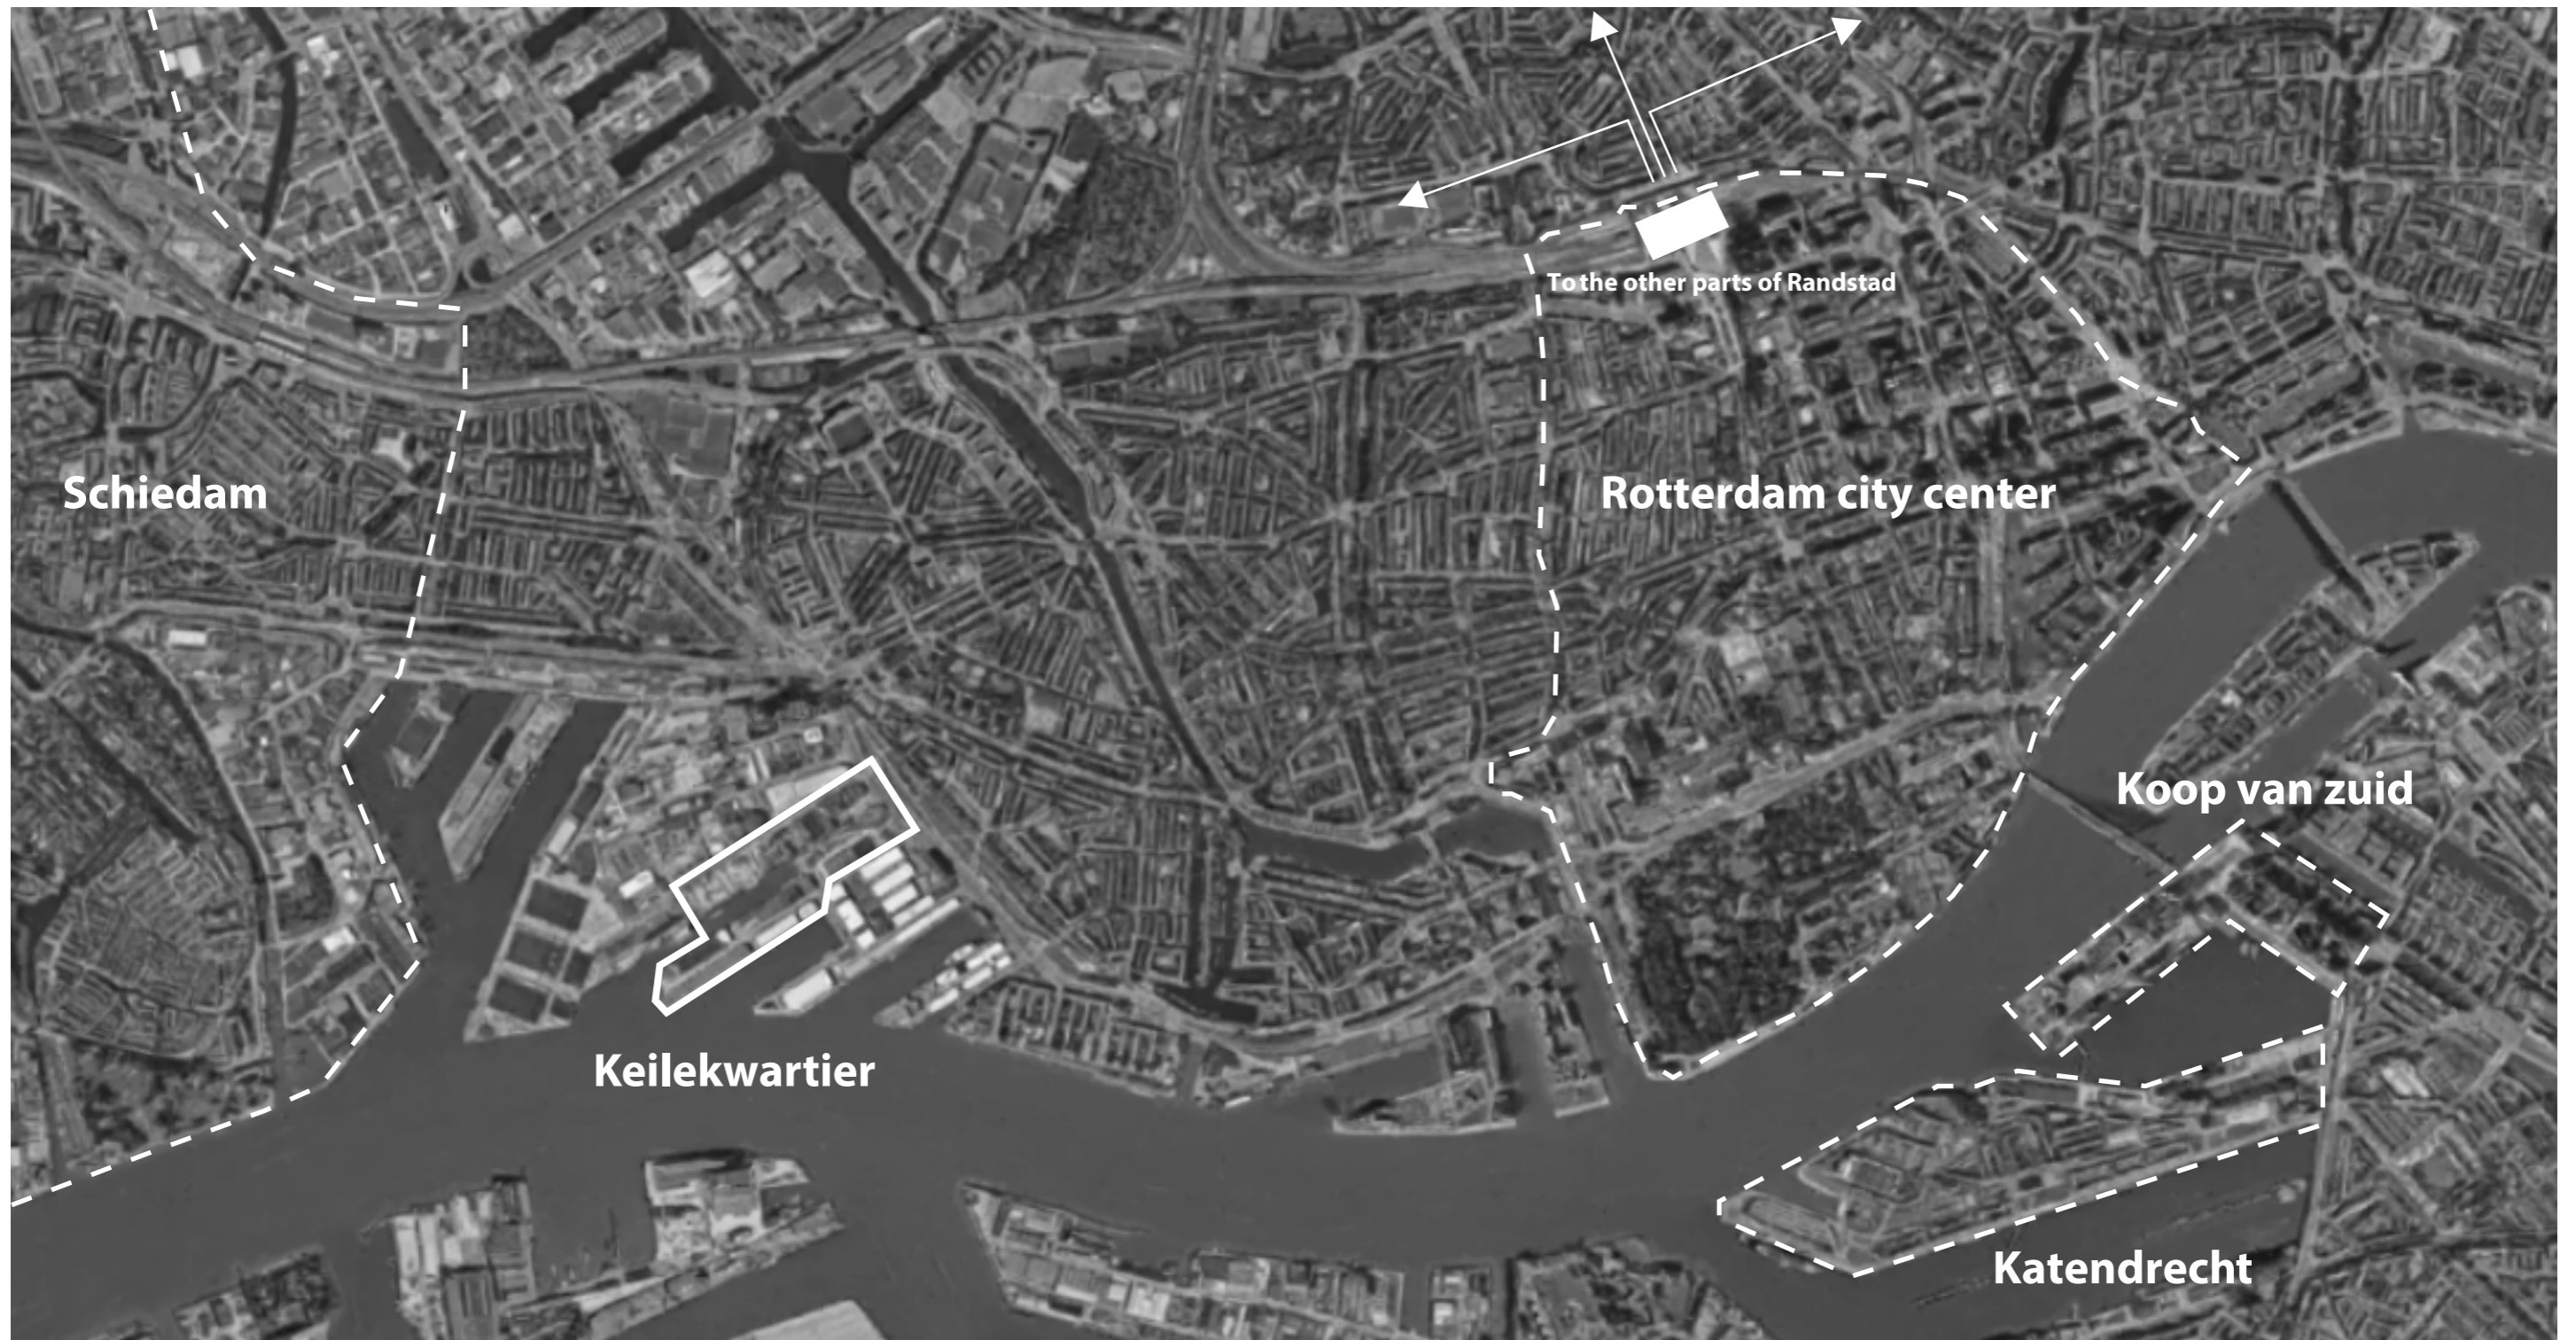 To the other parts of Randstad
Schiedam
Rotterdam city center
Koop van zuid
Keilekwartier
Katendrecht